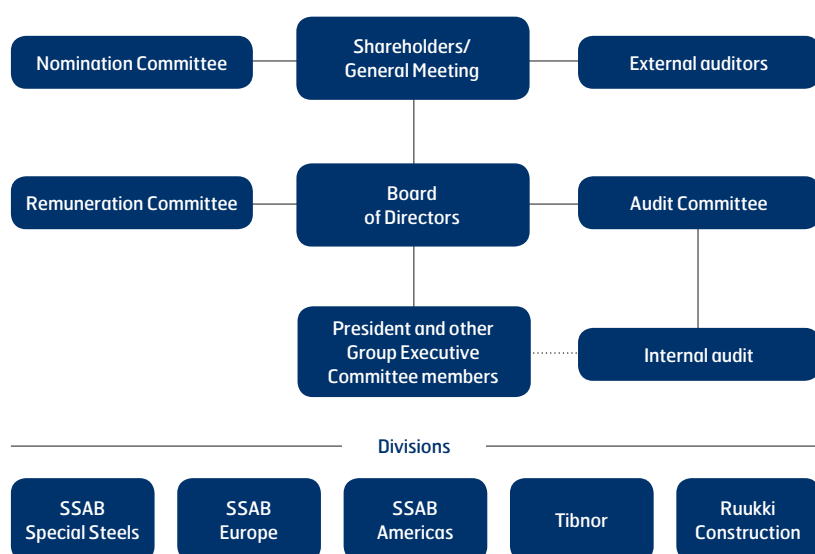 Nomination Committee
Shareholders/
General Meeting
External auditors
Remuneration Committee
Board
of Directors
Audit Committee
President and other
Group Executive
Committee members
Internal audit
Divisions
SSAB
Special Steels
SSAB
Europe
SSAB
Americas
Tibnor
Ruukki
Construction